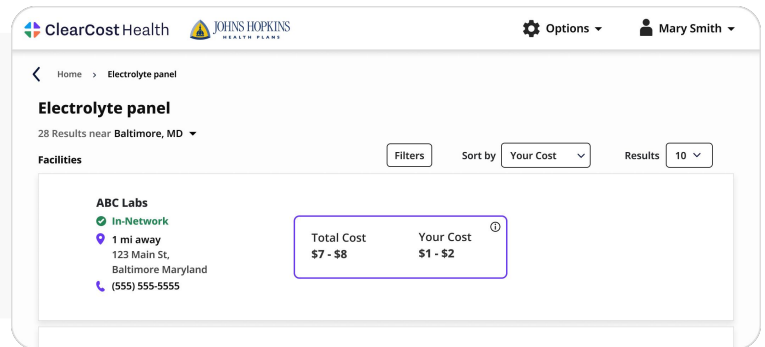 ClearCost Health
JOHNS HOPKINS
HEALTH PLANS
Options
Mary Smith
Home > Electrolyte panel
Electrolyte panel
28 Results near Baltimore, MD
Facilities
Filters
Sort by Your Cost
Results 10
ABC Labs
In-Network
1 mi away
123 Main St,
Baltimore Maryland
(555) 555-5555
Total Cost
$7 - $8
Your Cost
$1 - $2